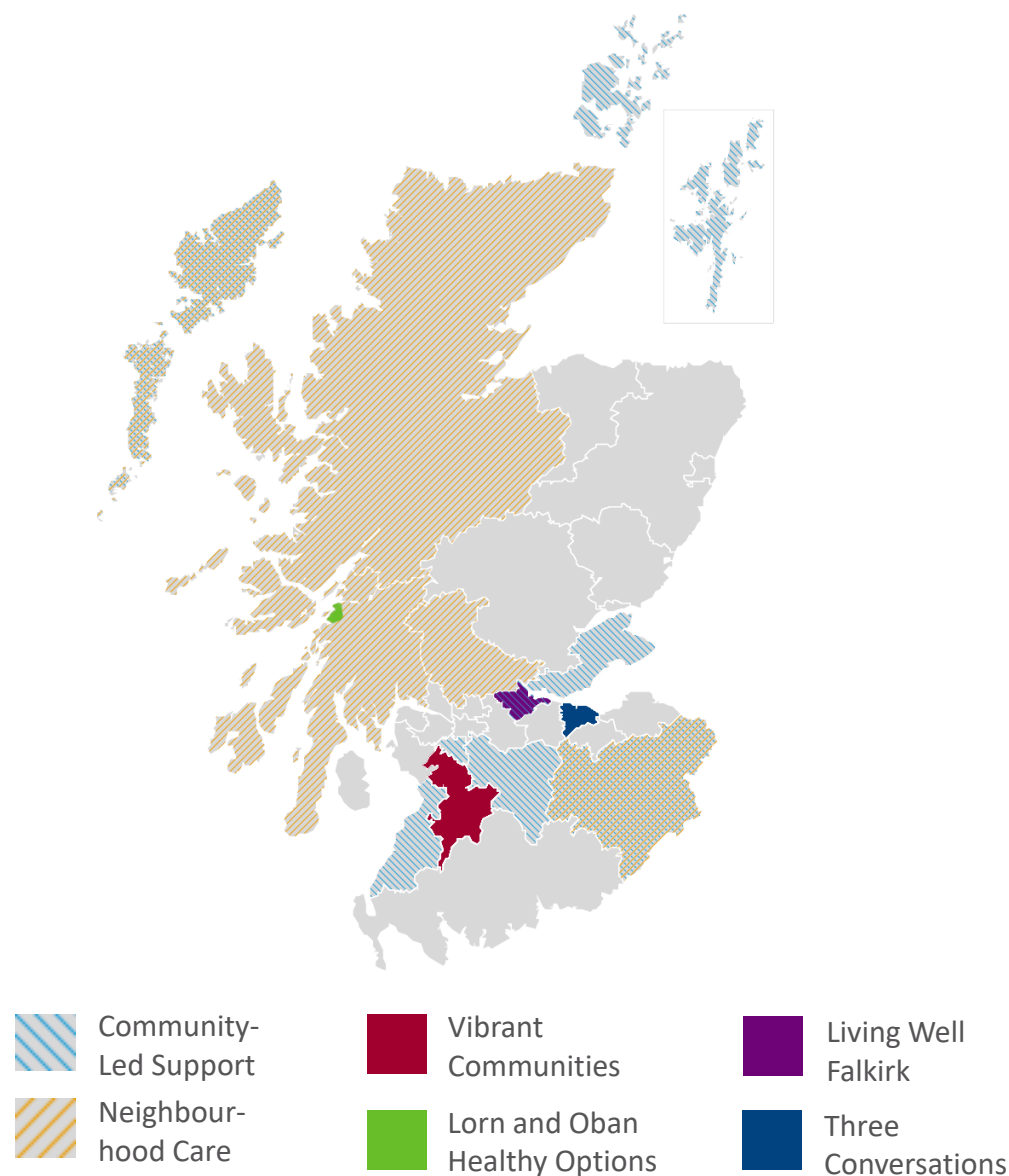 Community-
Led Support
Vibrant
Communities
Living Well
Falkirk
Neighbour-
hood Care
Lorn and Oban
Healthy Options
Three
Conversations